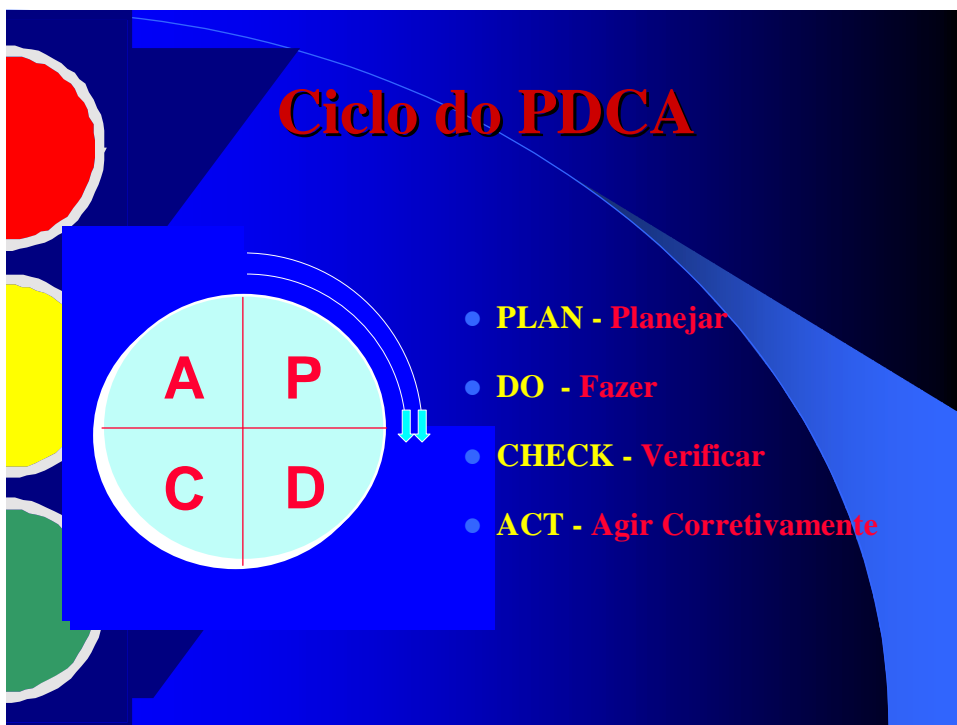 Ciclo do PDCA
A P
C D
PLAN - Planejar
DO - Fazer
CHECK - Verificar
ACT - Agir Corretivamente